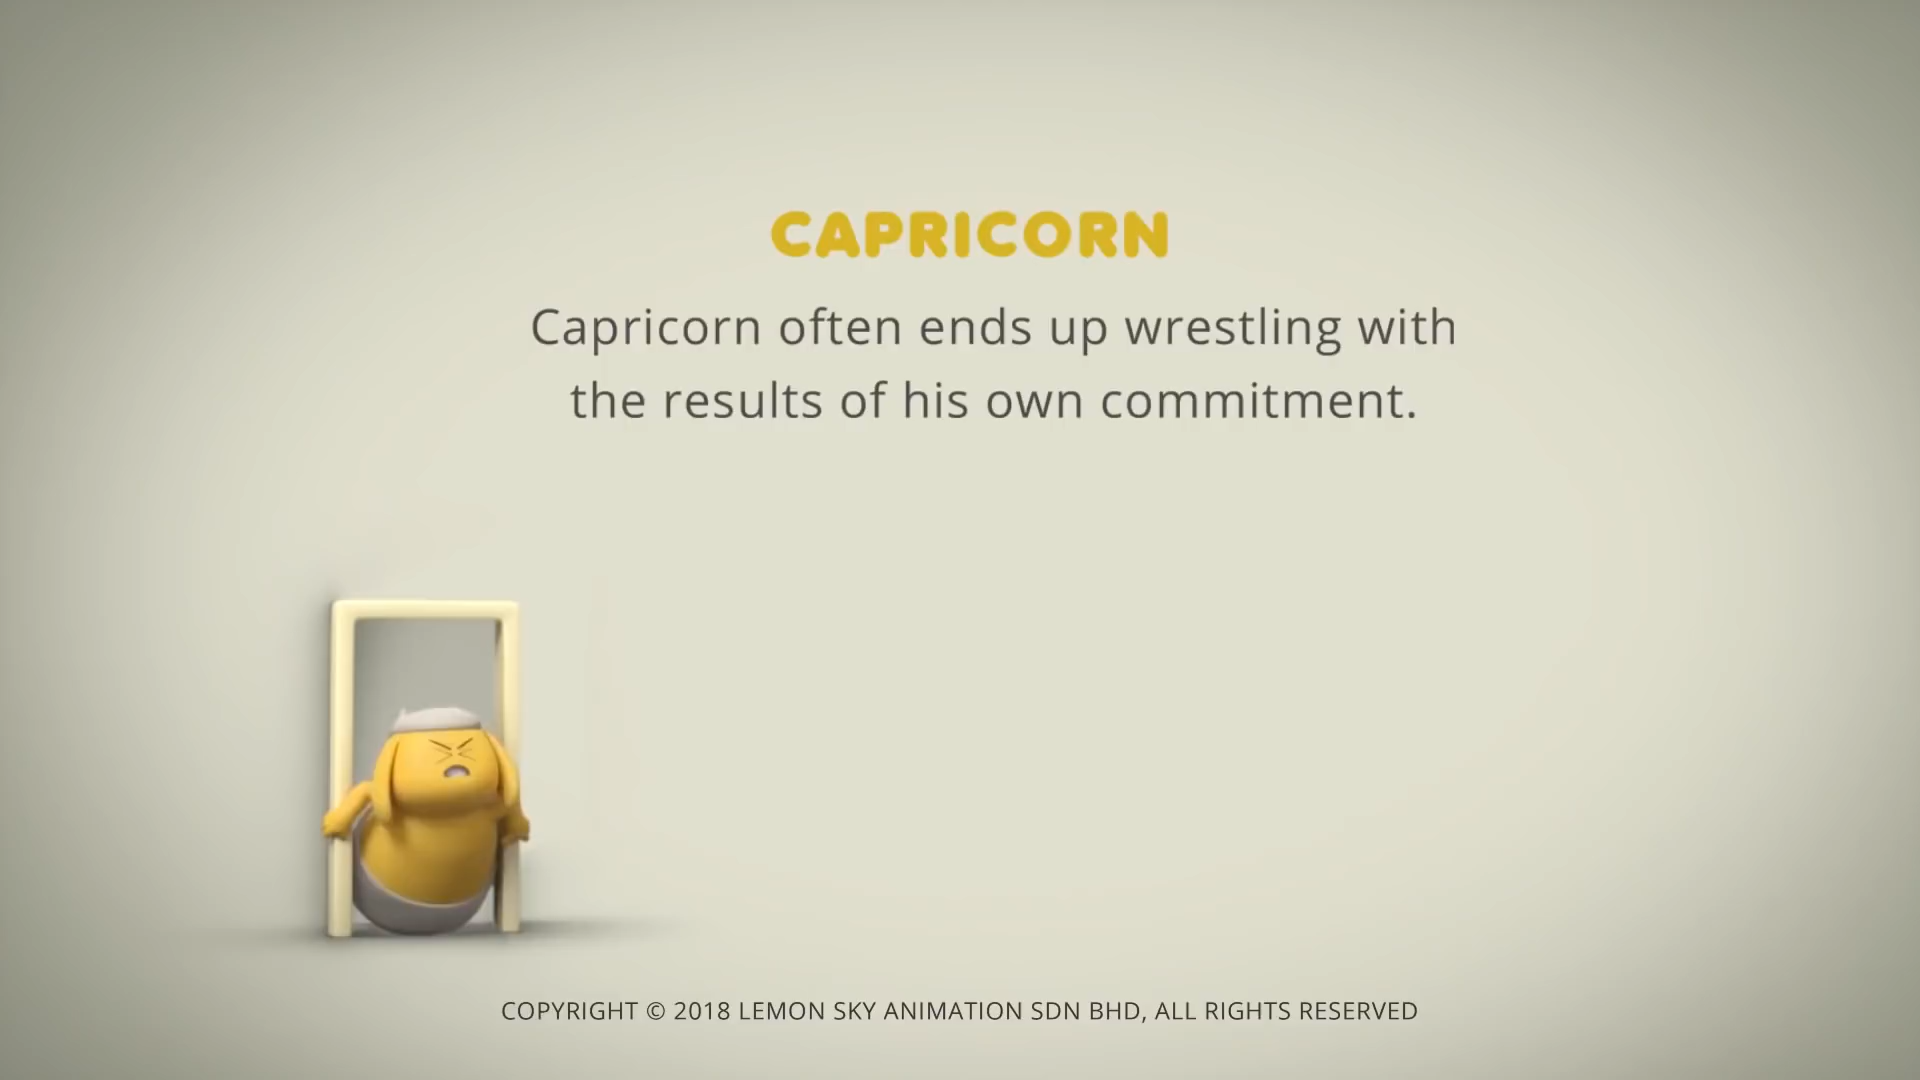 CAPRICORN
Capricorn often ends up wrestling with
the results of his own commitment.
COPYRIGHT © 2018 LEMON SKY ANIMATION SDN BHD, ALL RIGHTS RESERVED